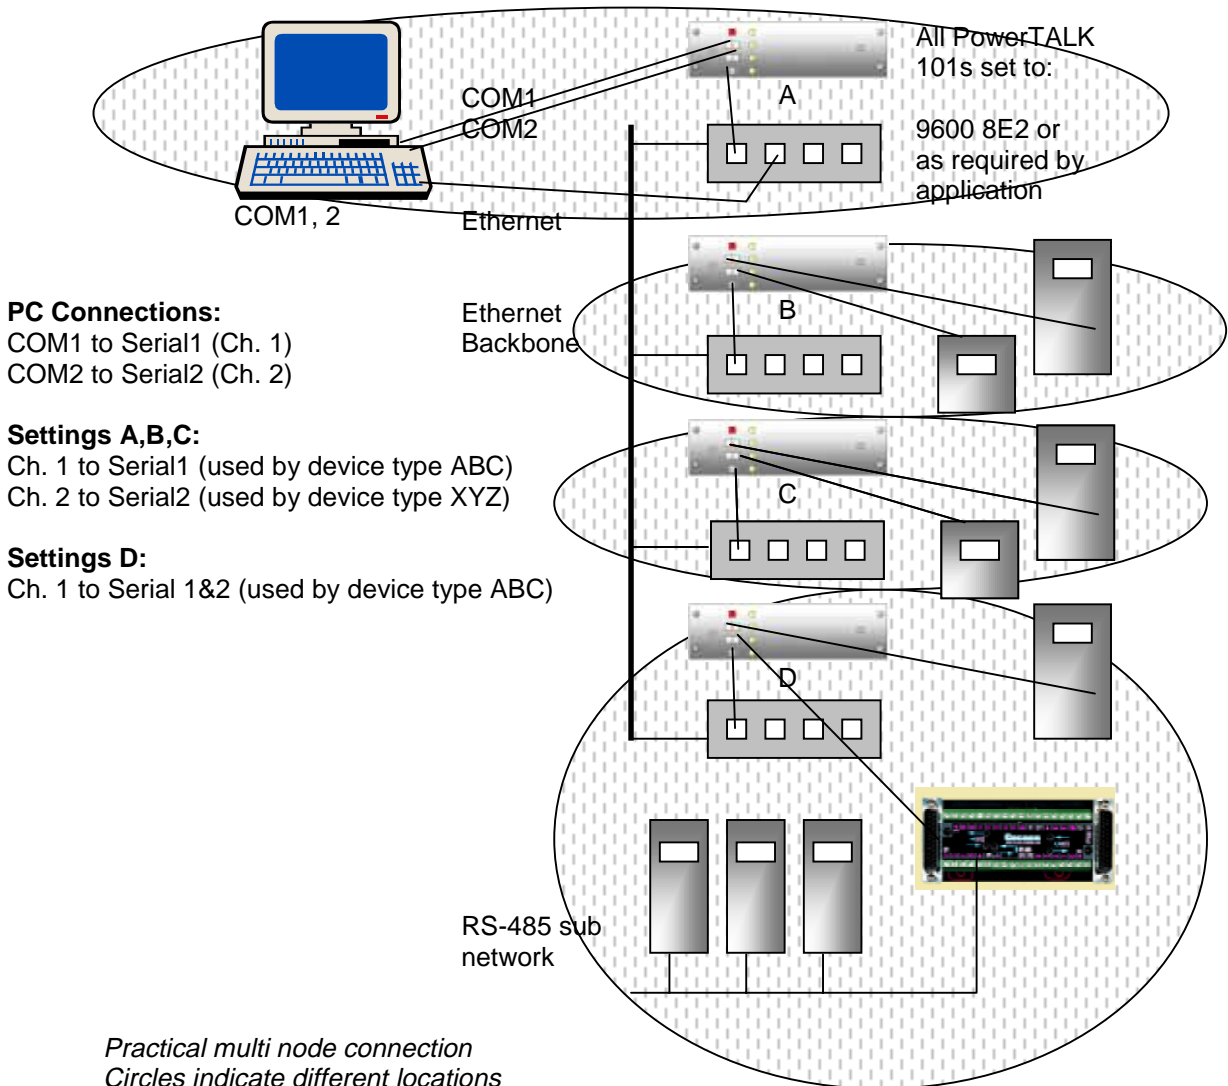 All PowerTALK
101s set to:
9600 8E2 or
as required by
application
A
COM1
COM2
COM1, 2
Ethernet
PC Connections:
COM1 to Serial1 (Ch. 1)
COM2 to Serial2 (Ch. 2)
Ethernet
Backbone
B
Settings A,B,C:
Ch. 1 to Serial1 (used by device type ABC)
Ch. 2 to Serial2 (used by device type XYZ)
C
Settings D:
Ch. 1 to Serial 1&2 (used by device type ABC)
D
RS-485 sub
network
Practical multi node connection
Circles indicate different locations